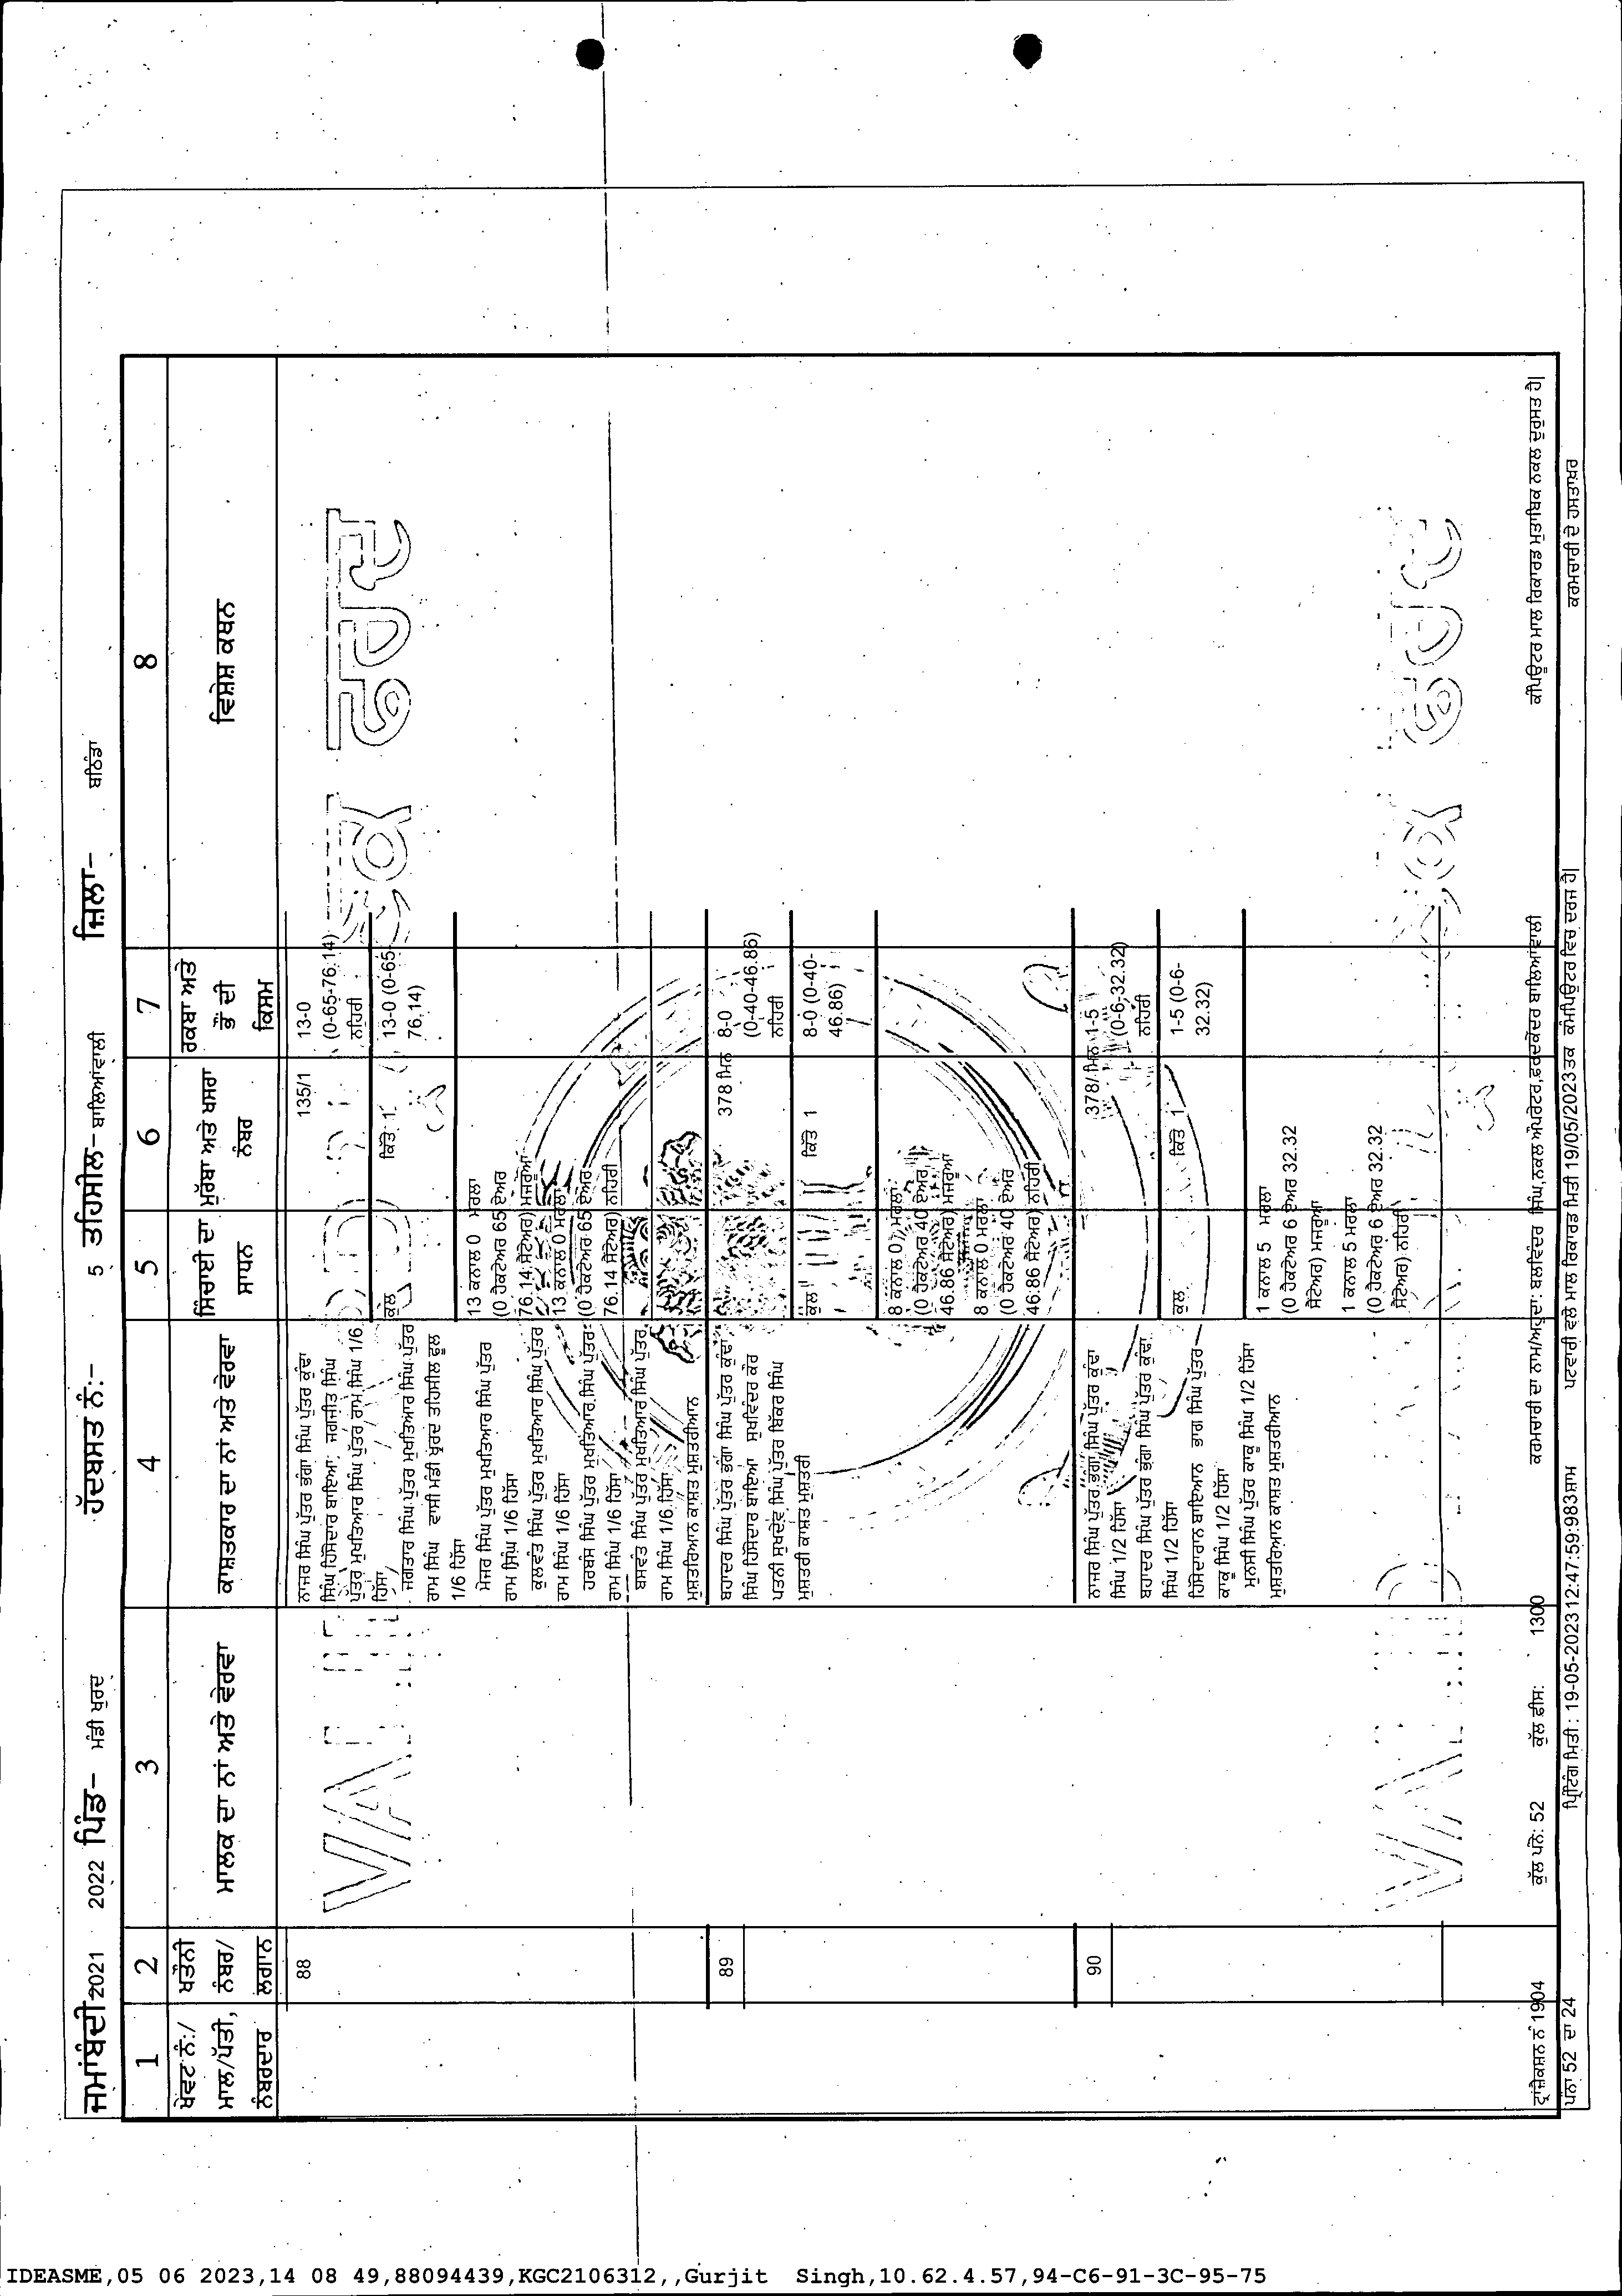 ਜਮਾਂਬੰਦੀ 2021 2022 ਪਿੰਡ- ਮੰਡੀ ਖੁਰਦ ਹੱਦਬਸਤ ਨੰ:- 5 ਤਹਿਸੀਲ- ਬਾਲਿਆਂਵਾਲੀ ਜ਼ਿਲਾ- ਬਠਿੰਡਾ
1 2 3 4 5 6 7 8
ਖੇਵਟ ਨੰ:/
ਮਾਲ/ਪੱਤੀ,
ਨੰਬਰਦਾਰ
ਖਤੌਨੀ
ਨੰਬਰ/
ਲਗਾਨ
ਮਾਲਕ ਦਾ ਨਾਂ ਅਤੇ ਵੇਰਵਾ
ਕਾਸ਼ਤਕਾਰ ਦਾ ਨਾਂ ਅਤੇ ਵੇਰਵਾ
ਸਿੰਚਾਈ ਦਾ
ਸਾਧਨ
ਮੁਰੱਬਾ ਅਤੇ ਖਸਰਾ
ਨੰਬਰ
ਰਕਬਾ ਅਤੇ
ਭੌਂ ਦੀ
ਕਿਸਮ
ਵਿਸ਼ੇਸ਼ ਕਥਨ
88
ਨਾਜਰ ਸਿੰਘ ਪੁੱਤਰ ਡੋਗਾ ਸਿੰਘ ਪੁੱਤਰ ਕੁੰਦਾ
ਸਿੰਘ ਹਿੱਸੇਦਾਰ ਬਾਇਆ, ਜਗਜੀਤ ਸਿੰਘ
ਪੁੱਤਰ ਮੁਖਤਿਆਰ ਸਿੰਘ ਪੁੱਤਰ ਰਾਮ ਸਿੰਘ 1/6
ਹਿੱਸਾ
ਜਗਤਾਰ ਸਿੰਘ ਪੁੱਤਰ ਮੁਖਤਿਆਰ ਸਿੰਘ ਪੁੱਤਰ
ਰਾਮ ਸਿੰਘ ਵਾਸੀ ਮੰਡੀ ਖੁਰਦ ਤਹਿਸੀਲ ਫੂਲ
1/6 ਹਿੱਸਾ
ਮੇਜਰ ਸਿੰਘ ਪੁੱਤਰ ਮੁਖਤਿਆਰ ਸਿੰਘ ਪੁੱਤਰ
ਰਾਮ ਸਿੰਘ 1/6 ਹਿੱਸਾ
ਕੁਲਵੰਤ ਸਿੰਘ ਪੁੱਤਰ ਮੁਖਤਿਆਰ ਸਿੰਘ ਪੁੱਤਰ
ਰਾਮ ਸਿੰਘ 1/6 ਹਿੱਸਾ
ਹਰਬੰਸ ਸਿੰਘ ਪੁੱਤਰ ਮੁਖਤਿਆਰ ਸਿੰਘ ਪੁੱਤਰ
ਰਾਮ ਸਿੰਘ 1/6 ਹਿੱਸਾ
ਬਸਵੰਤ ਸਿੰਘ ਪੁੱਤਰ ਮੁਖਤਿਆਰ ਸਿੰਘ ਪੁੱਤਰ
ਰਾਮ ਸਿੰਘ 1/6 ਹਿੱਸਾ
ਮੁਸ਼ਤਰਿਆਨ ਕਾਸ਼ਤ ਮੁਸ਼ਤਰੀਆਨ
135/1 13-0
(0-65-76.14)
ਨਹਿਰੀ
ਕੁਲ ਕਿੱਤੇ 1 13-0 (0-65-
76.14)
13 ਕਨਾਲ 0 ਮਰਲਾ
(0 ਹੈਕਟੇਅਰ 65 ਏਅਰ
76.14 ਸੈਂਟੇਅਰ) ਮਜਰੂਆ
13 ਕਨਾਲ 0 ਮਰਲਾ
(0 ਹੈਕਟੇਅਰ 65 ਏਅਰ
76.14 ਸੈਂਟੇਅਰ) ਨਹਿਰੀ
89
ਬਹਾਦਰ ਸਿੰਘ ਪੁੱਤਰ ਡੋਗਾ ਸਿੰਘ ਪੁੱਤਰ ਕੁੰਦਾ
ਸਿੰਘ ਹਿੱਸੇਦਾਰ ਬਾਇਆ ਸੁਖਵਿੰਦਰ ਕੌਰ
ਪਤਨੀ ਸੁਖਦੇਵ ਸਿੰਘ ਪੁੱਤਰ ਬਿੱਕਰ ਸਿੰਘ
ਮੁਸ਼ਤਰੀ ਕਾਸ਼ਤ ਮੁਸ਼ਤਰੀ
378 ਮਿਨ 8-0
(0-40-46.86)
ਨਹਿਰੀ
ਕੁਲ ਕਿੱਤੇ 1 8-0 (0-40-
46.86)
8 ਕਨਾਲ 0 ਮਰਲਾ
(0 ਹੈਕਟੇਅਰ 40 ਏਅਰ
46.86 ਸੈਂਟੇਅਰ) ਮਜਰੂਆ
8 ਕਨਾਲ 0 ਮਰਲਾ
(0 ਹੈਕਟੇਅਰ 40 ਏਅਰ
46.86 ਸੈਂਟੇਅਰ) ਨਹਿਰੀ
90
ਨਾਜਰ ਸਿੰਘ ਪੁੱਤਰ ਡੋਗਾ ਸਿੰਘ ਪੁੱਤਰ ਕੁੰਦਾ
ਸਿੰਘ 1/2 ਹਿੱਸਾ
ਬਹਾਦਰ ਸਿੰਘ ਪੁੱਤਰ ਡੋਗਾ ਸਿੰਘ ਪੁੱਤਰ ਕੁੰਦਾ
ਸਿੰਘ 1/2 ਹਿੱਸਾ
ਹਿੱਸੇਦਾਰਾਨ ਬਾਇਆਨ ਸਿੰਘ ਪੁੱਤਰ
ਕਾਕੂ ਸਿੰਘ 1/2 ਹਿੱਸਾ
ਮੁਨਸੀ ਸਿੰਘ ਪੁੱਤਰ ਕਾਕੂ ਸਿੰਘ 1/2 ਹਿੱਸਾ
ਮੁਸ਼ਤਰਿਆਨ ਕਾਸ਼ਤ ਮੁਸ਼ਤਰੀਆਨ
378/ਮਿਨ 1-5
(0-6-32.32)
ਨਹਿਰੀ
ਕੁਲ ਕਿੱਤੇ 1 1-5 (0-6-
32.32)
1 ਕਨਾਲ 5 ਮਰਲਾ
(0 ਹੈਕਟੇਅਰ 6 ਏਅਰ 32.32
ਸੈਂਟੇਅਰ) ਮਜਰੂਆ
1 ਕਨਾਲ 5 ਮਰਲਾ
(0 ਹੈਕਟੇਅਰ 6 ਏਅਰ 32.32
ਸੈਂਟੇਅਰ) ਨਹਿਰੀ
ਟ੍ਰਾਂਜੈਕਸ਼ਨ ਨੰ 1904 ਕੁੱਲ ਪੰਨੇ: 52 ਕੁੱਲ ਫ਼ੀਸ: 1300 ਕਰਮਚਾਰੀ ਦਾ ਨਾਮ/ਅਹੁਦਾ: ਬਲਵਿੰਦਰ ਸਿੰਘ,ਨਕਲ ਅੋਪਰੇਟਰ,ਫ਼ਰਦਕੇਂਦਰ ਬਾਲਿਆਂਵਾਲੀ ਕੰਪਿਊਟਰ ਮਾਲ ਰਿਕਾਰਡ ਮੁਤਾਬਿਕ ਨਕਲ ਦੁਰੁਸਤ ਹੈ|
ਪੰਨਾ 52 ਦਾ 24 ਪ੍ਰਿੰਟਿੰਗ ਮਿਤੀ : 19-05-2023 12:47:59:983ਸ਼ਾਮ ਪਟਵਾਰੀ ਵਲੋਂ ਮਾਲ ਰਿਕਾਰਡ ਮਿਤੀ 19/05/2023 ਤਕ ਕੰਪਿਊਟਰ ਵਿਚ ਦਰਜ ਹੈ| ਕਰਮਚਾਰੀ ਦੇ ਹਸਤਾਖ਼ਰ
IDEASME,05 06 2023,14 08 49,88094439,KGC2106312,,Gurjit Singh,10.62.4.57,94-C6-91-3C-95-75